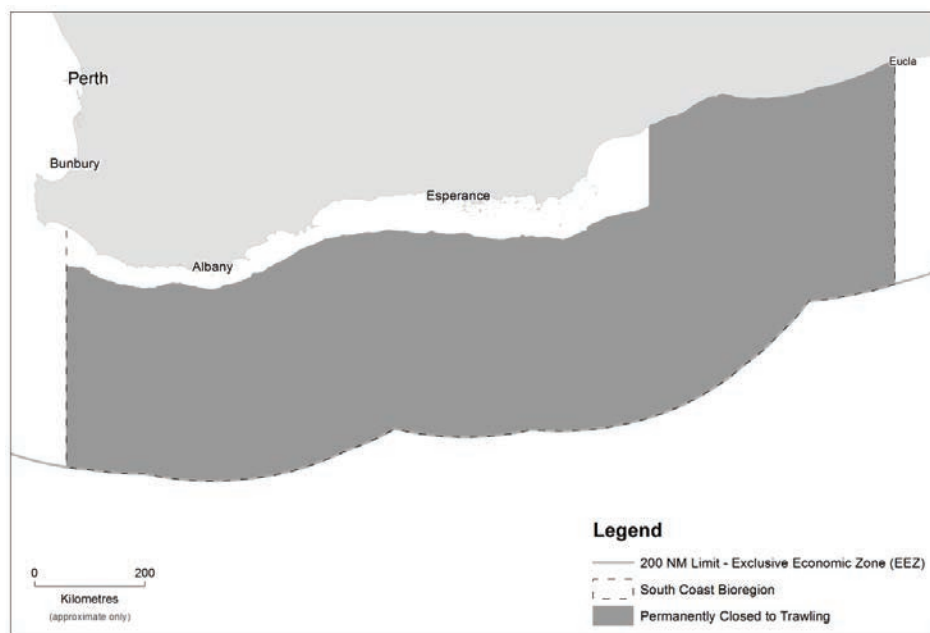 Eucla
Perth
Bunbury
Esperance
Albany
Legend
200 NM Limit - Exclusive Economic Zone (EEZ)
South Coast Bioregion
Permanently Closed to Trawling
0 200
Kilometres
(approximate only)